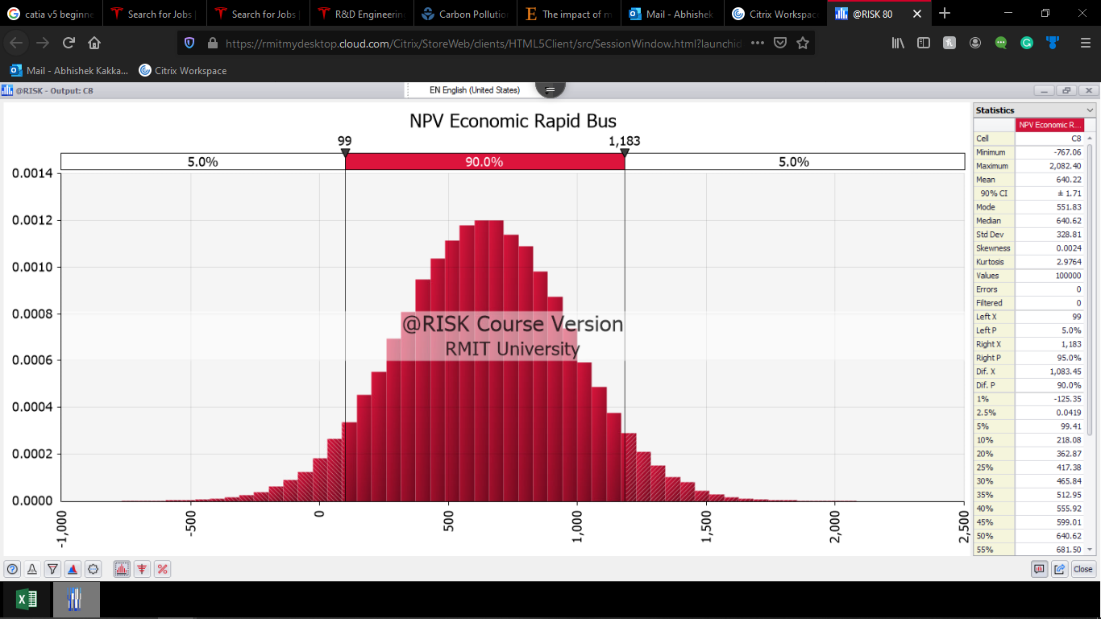 catia v5 beginne
Search for Jobs |
Search for Jobs |
R&D Engineerin
Carbon Pollution
The impact of m
Mail - Abhishek
Citrix Workspac
@RISK 80
https://rmitmydesktop.cloud.com/Citrix/StoreWeb/clients/HTML5Client/src/SessionWindow.html?launchid
Mail - Abhishek Kakka...
Citrix Workspace
@RISK - Output: C8
EN English (United States)
NPV Economic Rapid Bus
99
1,183
5.0%
90.0%
5.0%
0.0014
0.0012
0.0010
0.0008
0.0006
0.0004
0.0002
0.0000
@RISK Course Version
RMIT University
-1,000
-500
0
500
1,000
1,500
2,000
2,500
Statistics
NPV Economic R...
Cell C8
Minimum -767.06
Maximum 2,082.40
Mean 640.22
90% CI ± 1.71
Mode 551.83
Median 640.62
Std Dev 328.81
Skewness 0.0024
Kurtosis 2.9764
Values 100000
Errors 0
Filtered 0
Left X 99
Left P 5.0%
Right X 1,183
Right P 95.0%
Dif. X 1,083.45
Dif. P 90.0%
1% -125.35
2.5% 0.0419
5% 99.41
10% 218.08
20% 362.87
25% 417.38
30% 465.84
35% 512.95
40% 555.92
45% 599.01
50% 640.62
55% 681.50
Close